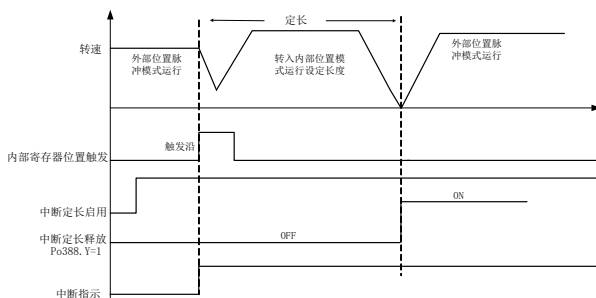 定长
转速
外部位置脉
冲模式运行
转入内部位置模
式运行设定长度
外部位置脉
冲模式运行
内部寄存器位置触发
触发沿
中断定长启用
ON
中断定长释放
Po388.Y=1
OFF
中断指示